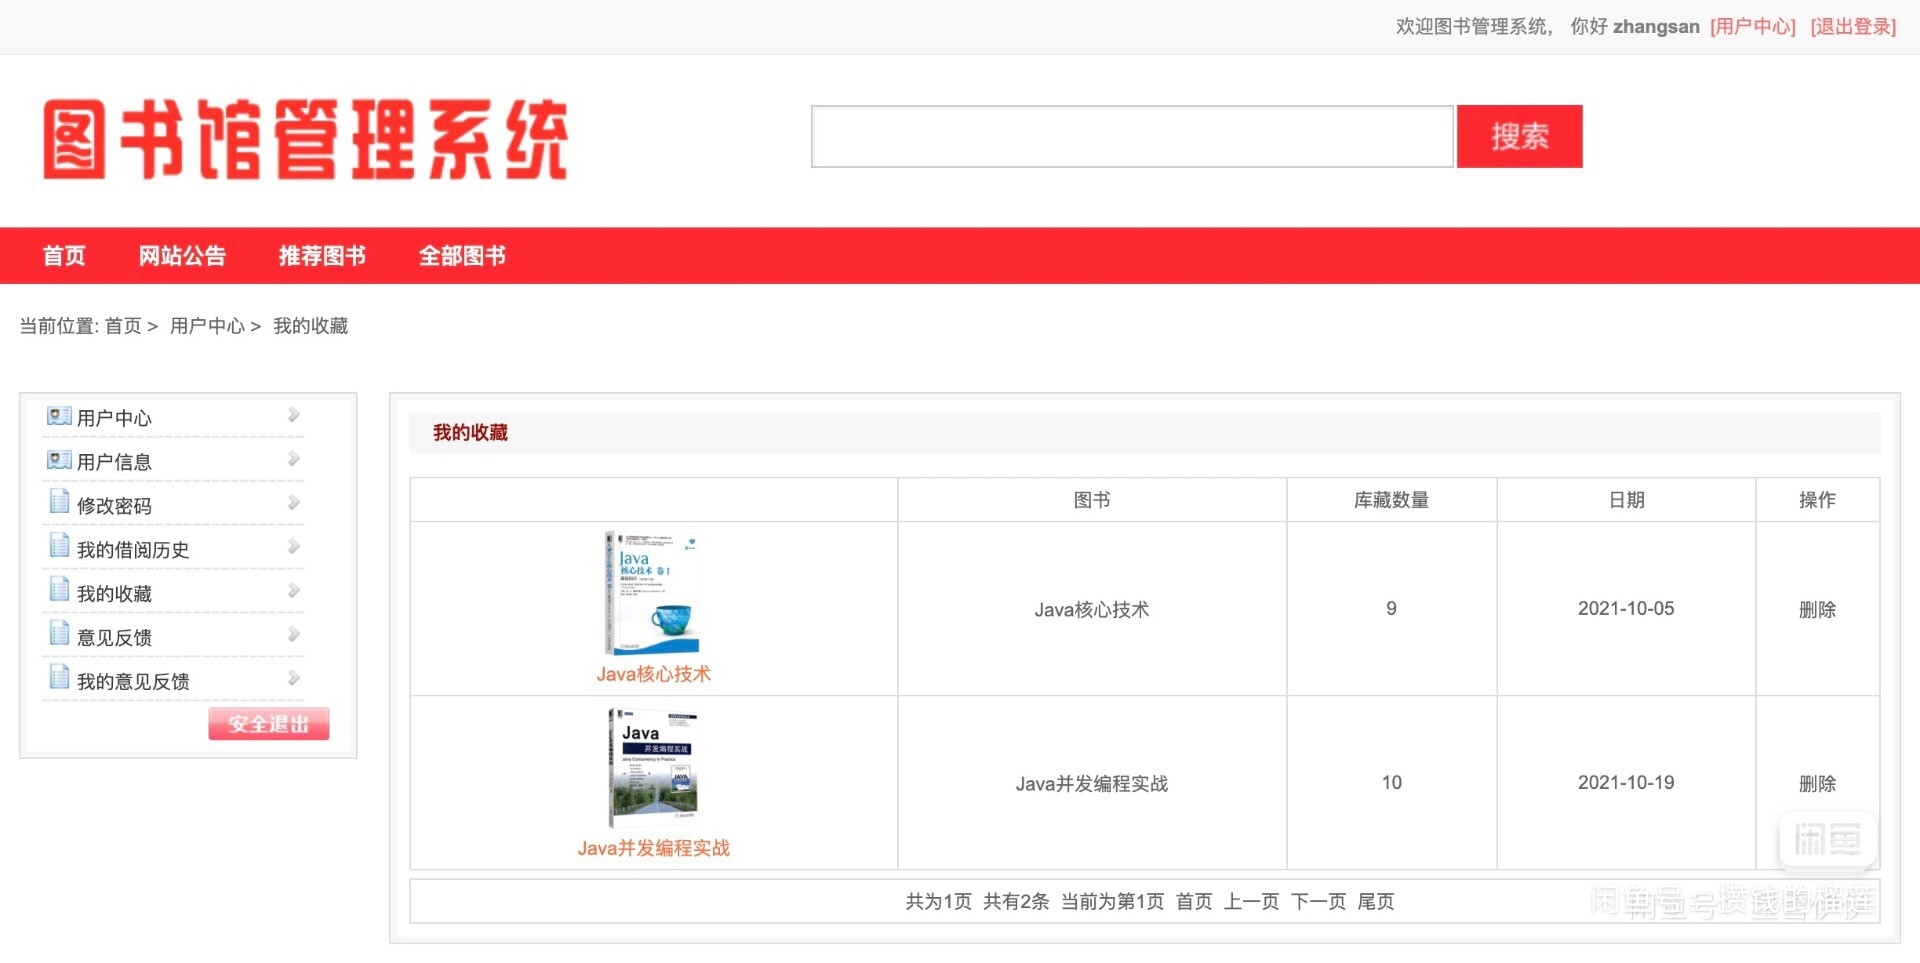 欢迎图书管理系统, 你好 zhangsan [用户中心] [退出登录]
图书馆管理系统
搜索
首页 网站公告 推荐图书 全部图书
当前位置: 首页 > 用户中心 > 我的收藏
用户中心
用户信息
修改密码
我的借阅历史
我的收藏
意见反馈
我的意见反馈
安全退出
我的收藏
图书 库藏数量 日期 操作
Java
核心技术 卷I
Java核心技术
Java核心技术 9 2021-10-05 删除
Java
并发编程实战
Java Concurrency in Practice
Java并发编程实战
Java并发编程实战 10 2021-10-19 删除
闲鱼
共为1页 共有2条 当前为第1页 首页 上一页 下一页 尾页